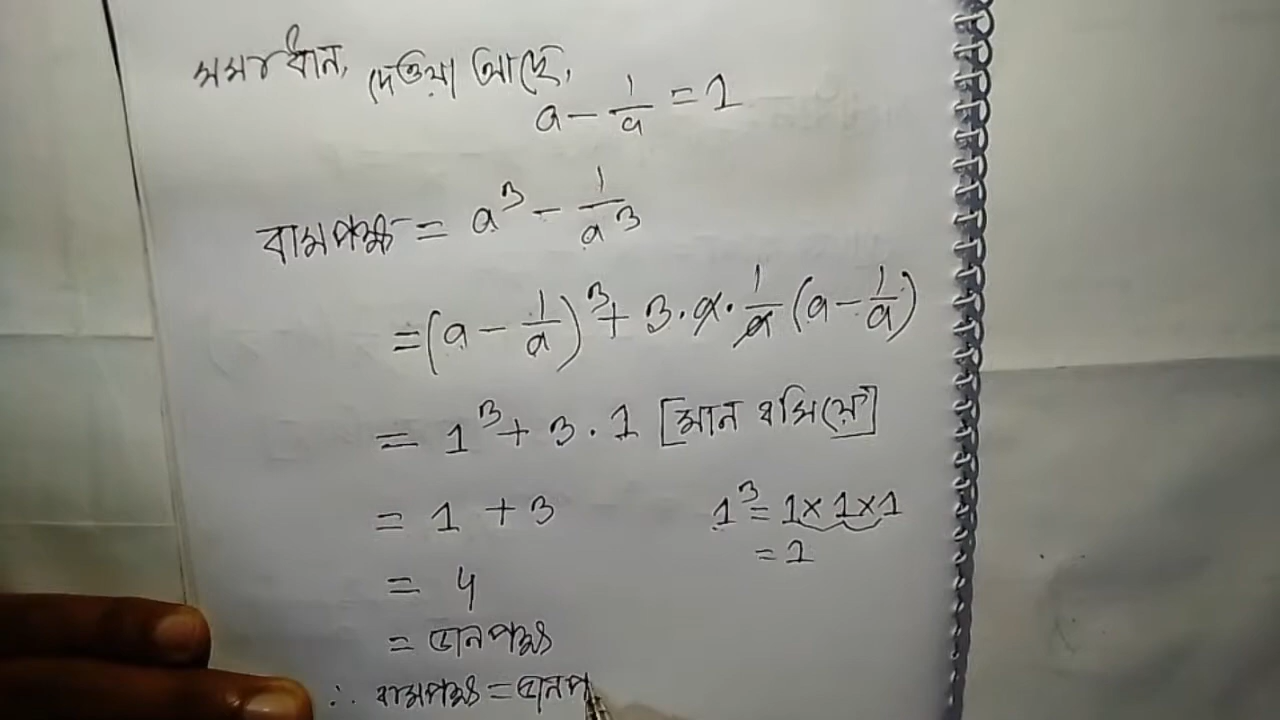 সমাধান, দেওয়া আছে,
a - 1/a = 1
বামপক্ষ = a³ - 1/a³
= (a - 1/a)³ + 3·a·1/a (a - 1/a)
= 1³ + 3·1 [মান বসিয়ে]
= 1 + 3
1³ = 1×1×1
= 1
= 4
= ডানপক্ষ
∴ বামপক্ষ = ডানপ